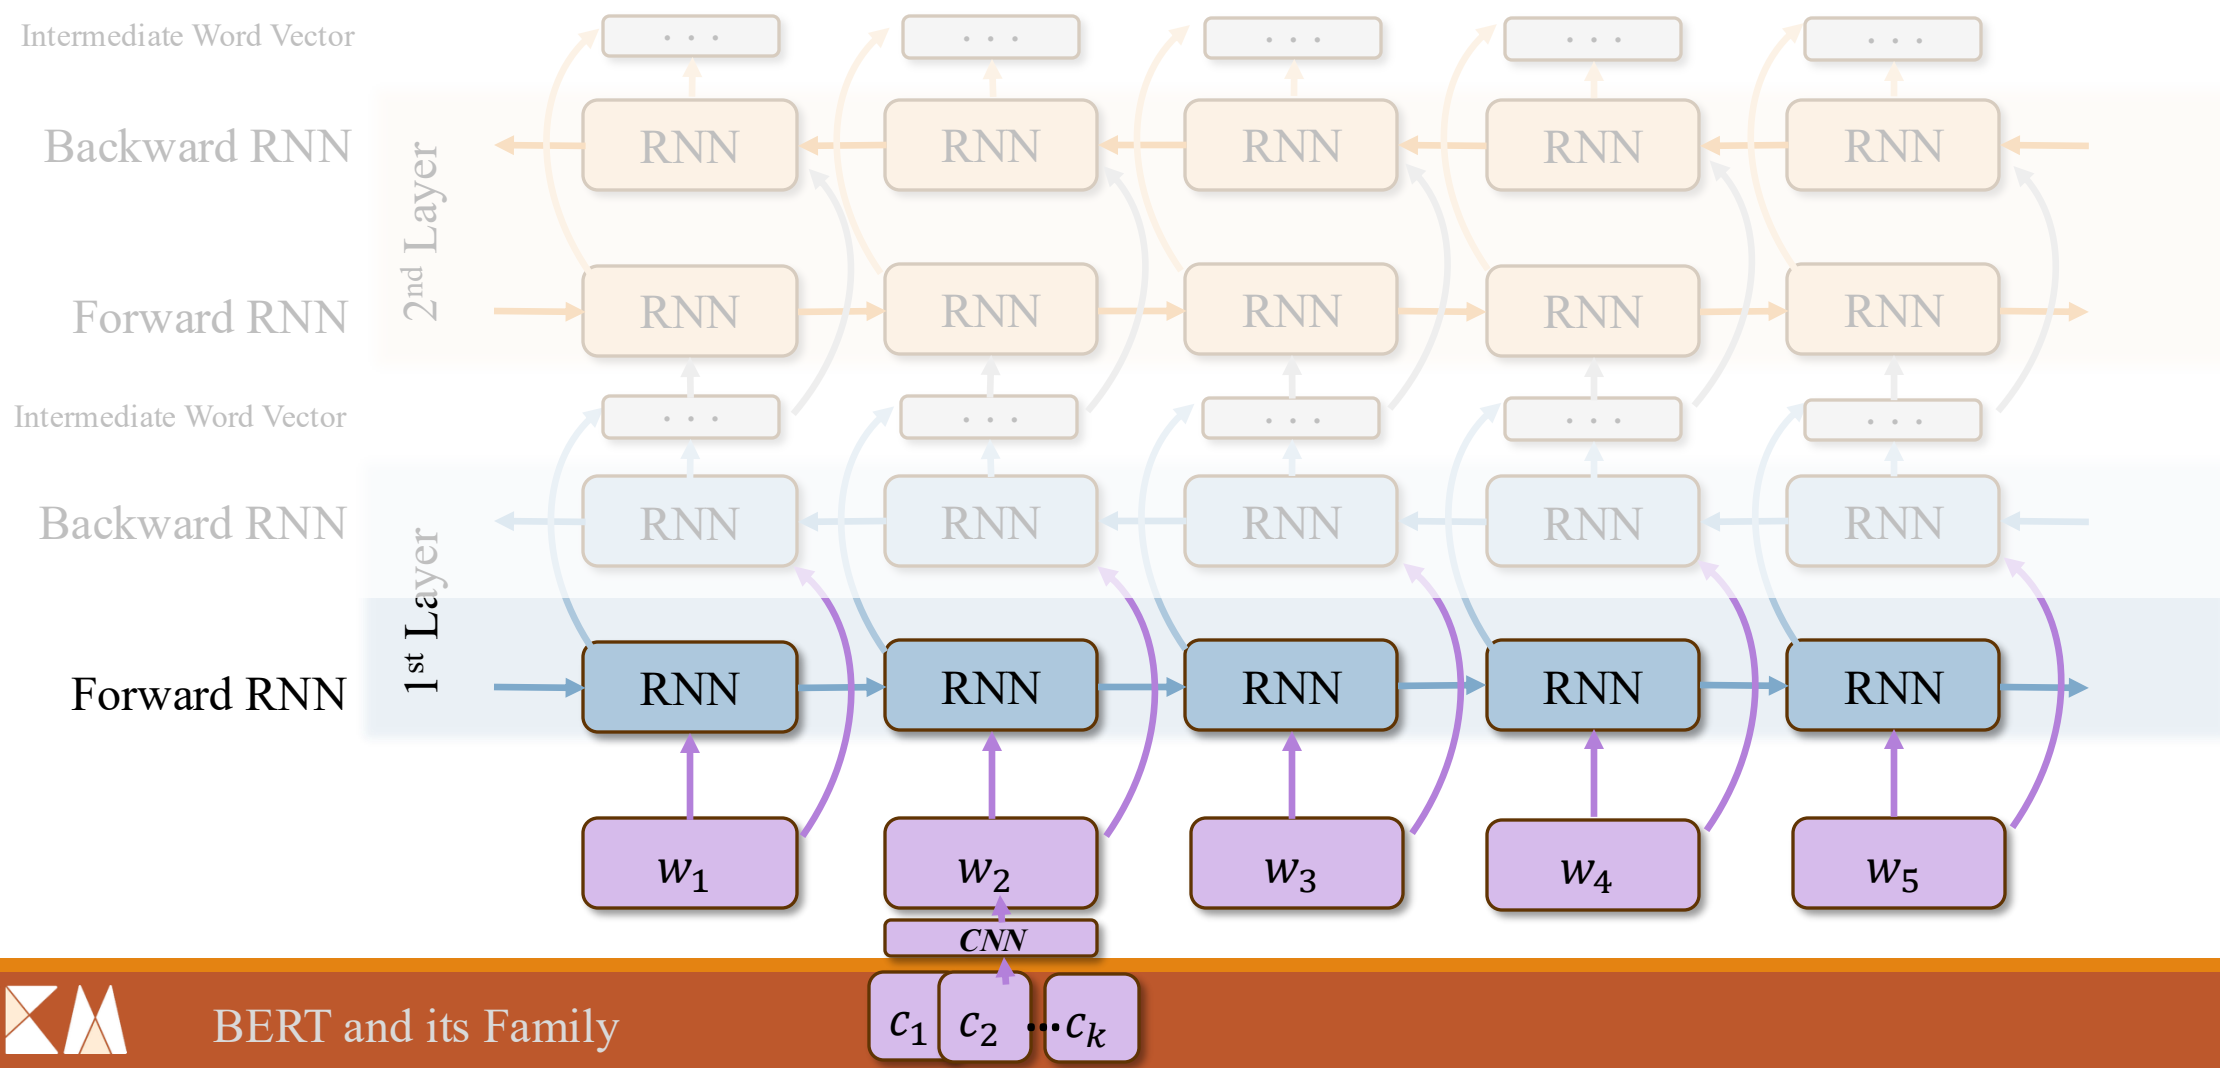 Intermediate Word Vector
. . .
. . .
. . .
. . .
. . .
Backward RNN
RNN
RNN
RNN
RNN
RNN
2nd Layer
Forward RNN
RNN
RNN
RNN
RNN
RNN
Intermediate Word Vector
. . .
. . .
. . .
. . .
. . .
Backward RNN
RNN
RNN
RNN
RNN
RNN
1st Layer
Forward RNN
RNN
RNN
RNN
RNN
RNN
w1
w2
w3
w4
w5
CNN
KM
BERT and its Family
c1
c2
...
ck